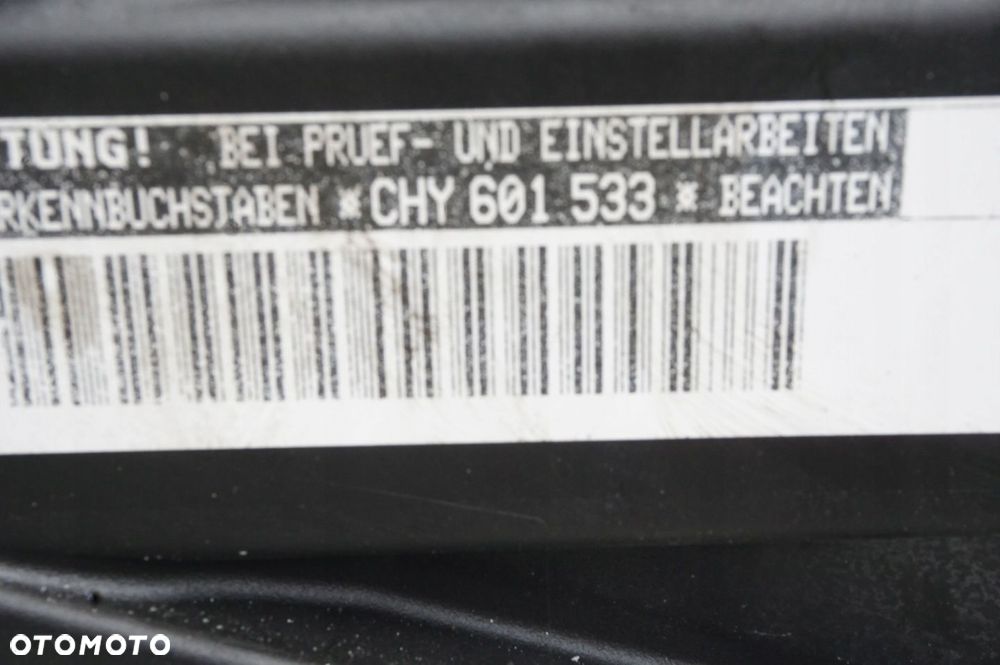 TUNG! BEI PRUEF- UND EINSTELLARBEITEN
RKENNBUCHSTABEN * CHY 601 533 * BEACHTEN
OTOMOTO